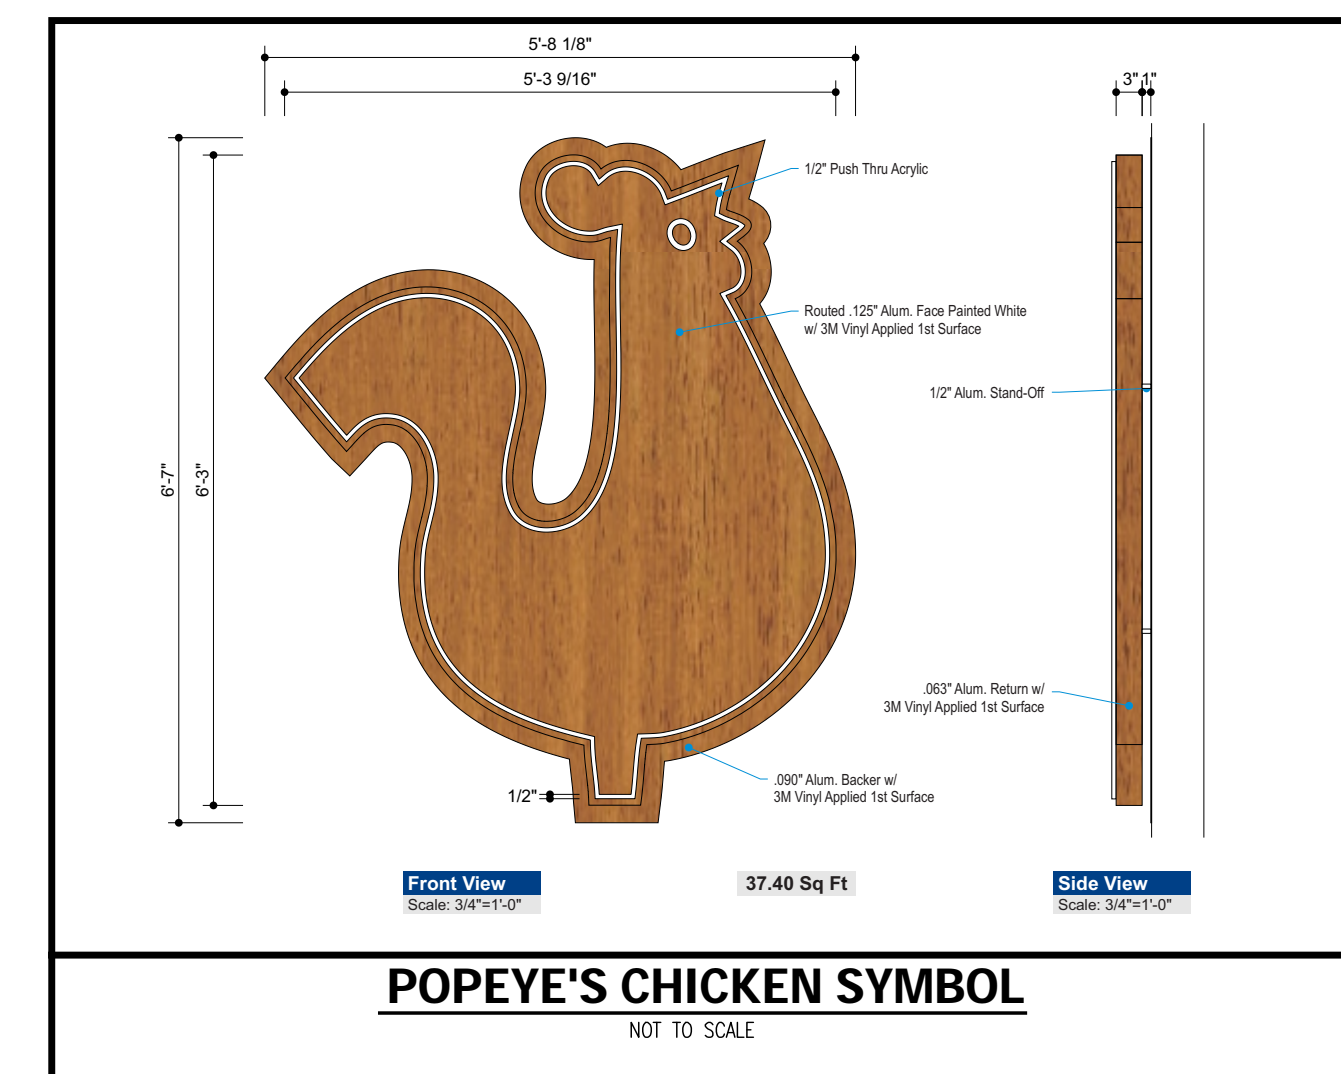 5'-8 1/8"
5'-3 9/16"
3" 1"
1/2" Push Thru Acrylic
Routed .125" Alum. Face Painted White
w/ 3M Vinyl Applied 1st Surface
1/2" Alum. Stand-Off
6'-7"
6'-3"
.063" Alum. Return w/
3M Vinyl Applied 1st Surface
.090" Alum. Backer w/
3M Vinyl Applied 1st Surface
1/2"
Front View
Scale: 3/4"=1'-0"
37.40 Sq Ft
Side View
Scale: 3/4"=1'-0"
POPEYE'S CHICKEN SYMBOL
NOT TO SCALE